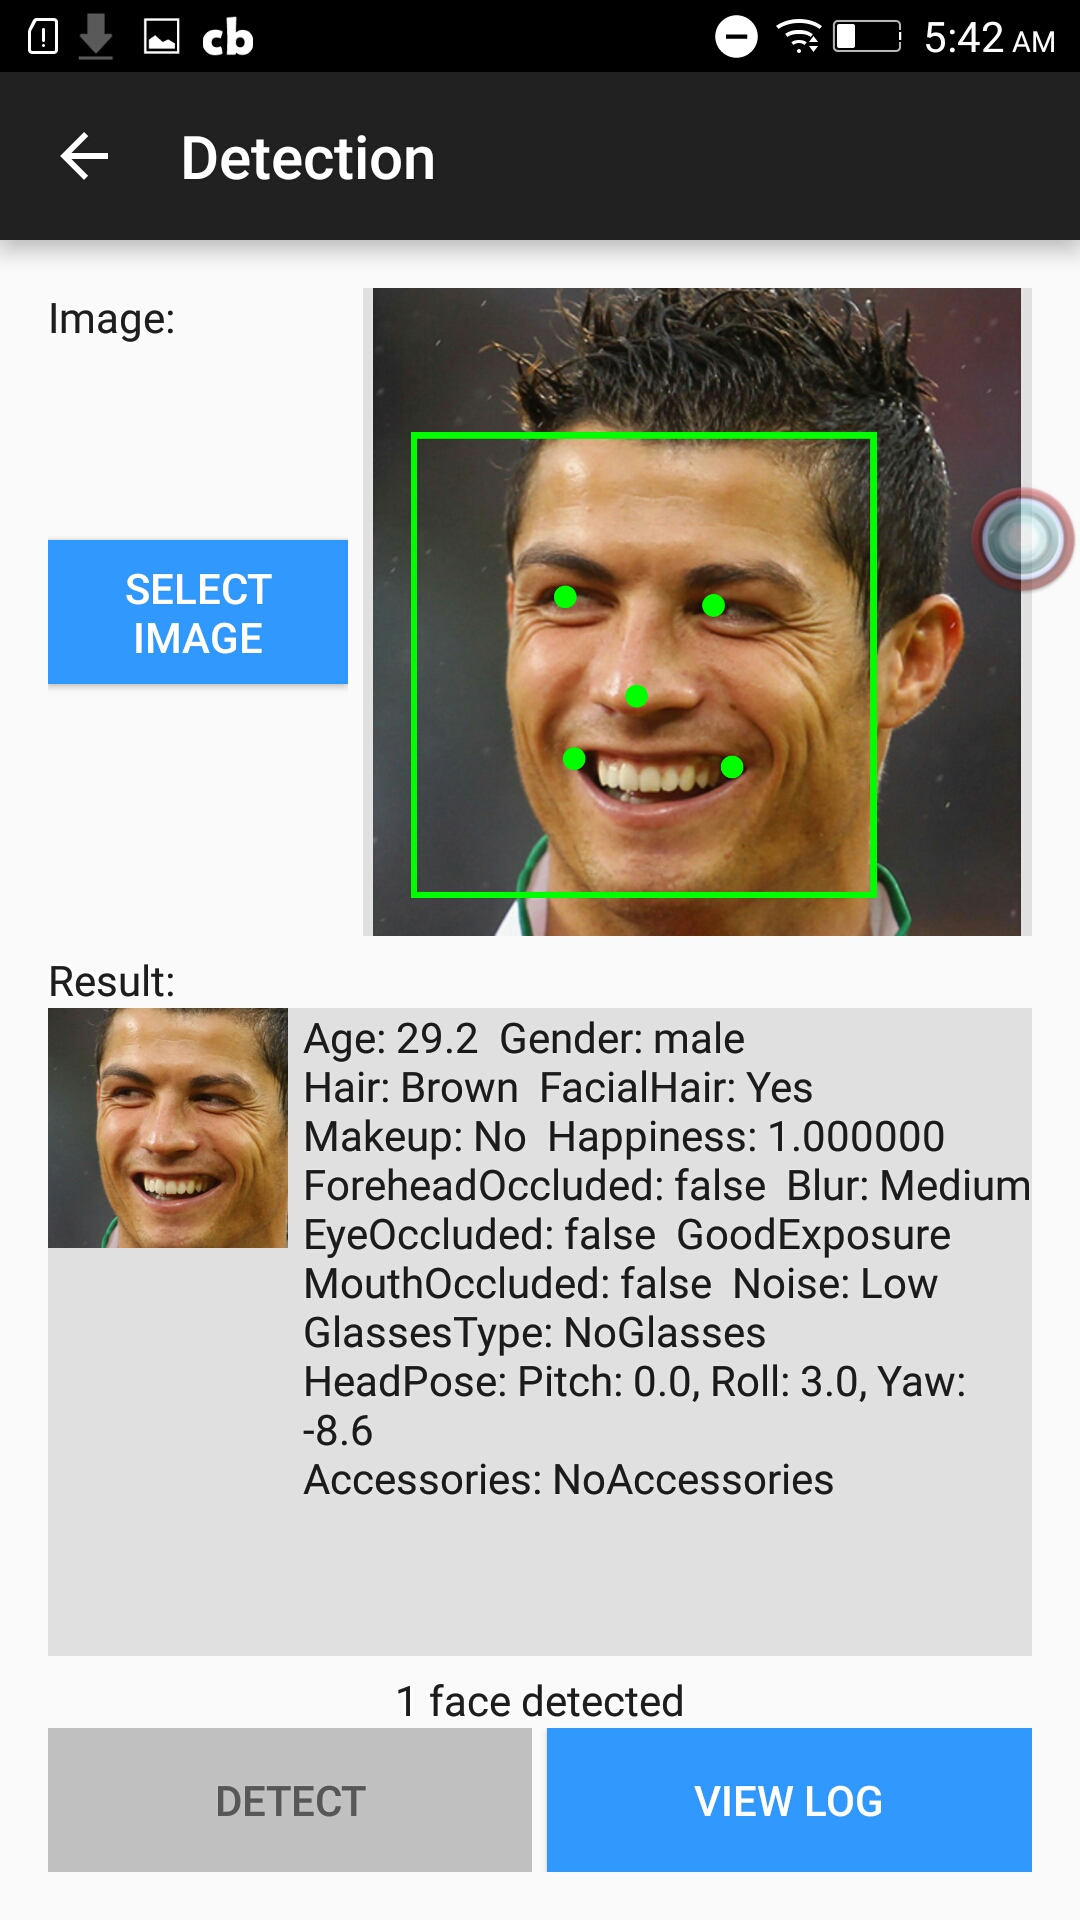 cb 5:42 AM
Detection
Image:
SELECT
IMAGE
Result:
Age: 29.2 Gender: male
Hair: Brown FacialHair: Yes
Makeup: No Happiness: 1.000000
ForeheadOccluded: false Blur: Medium
EyeOccluded: false GoodExposure
MouthOccluded: false Noise: Low
GlassesType: NoGlasses
HeadPose: Pitch: 0.0, Roll: 3.0, Yaw:
-8.6
Accessories: NoAccessories
1 face detected
DETECT VIEW LOG